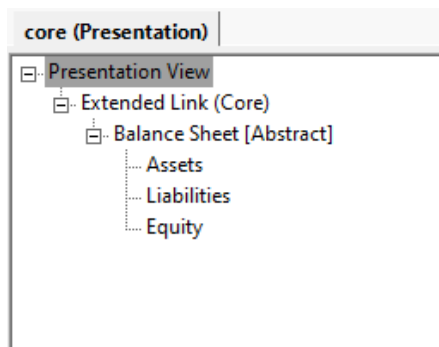 core (Presentation)
Presentation View
Extended Link (Core)
Balance Sheet [Abstract]
Assets
Liabilities
Equity